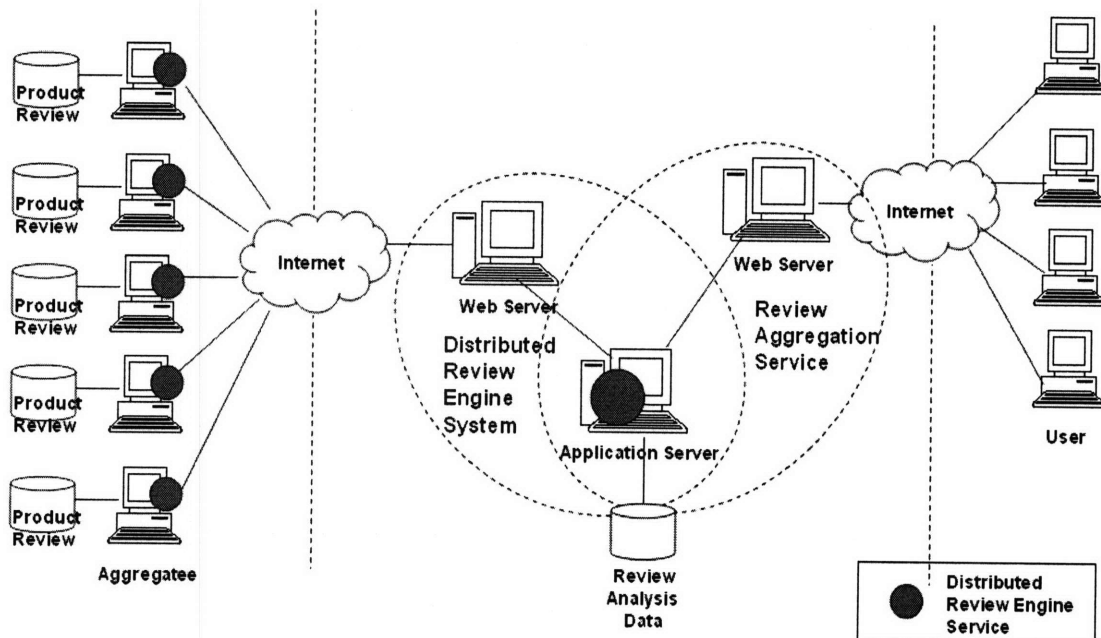 Product
Review
Product
Review
Product
Review
Product
Review
Product
Review
Aggregatee
Internet
Web Server
Distributed
Review
Engine
System
Web Server
Review
Aggregation
Service
Application Server
Review
Analysis
Data
Internet
User
Distributed
Review Engine
Service